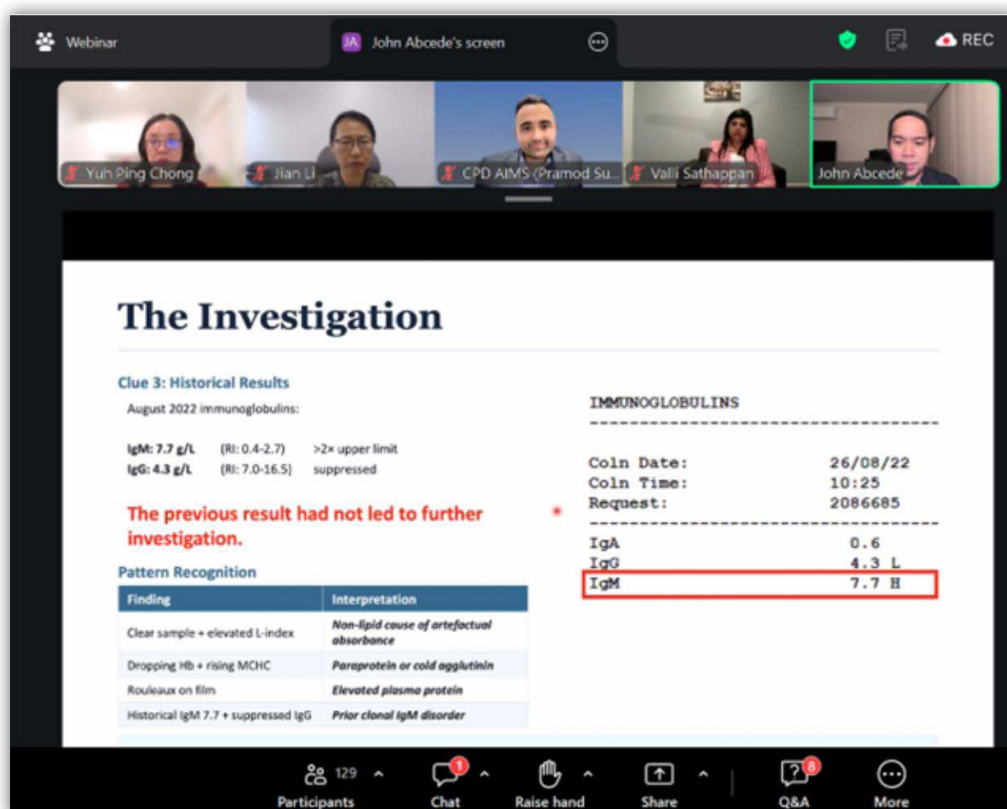 Webinar
JA John Abcede's screen
REC
Yuh Ping Chong
Jian Li
CPD AIMS (Pramod Su...
Valli Sathappan
John Abcede
The Investigation
Clue 3: Historical Results
August 2022 immunoglobulins:
IgM: 7.7 g/L (RI: 0.4-2.7) >2× upper limit
IgG: 4.3 g/L (RI: 7.0-16.5) suppressed
The previous result had not led to further
investigation.
Pattern Recognition
Finding Interpretation
Clear sample + elevated L-index Non-lipid cause of artefactual
absorbance
Dropping Hb + rising MCHC Paraprotein or cold agglutinin
Rouleaux on film Elevated plasma protein
Historical IgM 7.7 + suppressed IgG Prior clonal IgM disorder
IMMUNOGLOBULINS
-----------------------------------
Coln Date: 26/08/22
Coln Time: 10:25
Request: 2086685
-----------------------------------
IgA 0.6
IgG 4.3 L
IgM 7.7 H
129
1
8
Participants
Chat
Raise hand
Share
Q&A
More